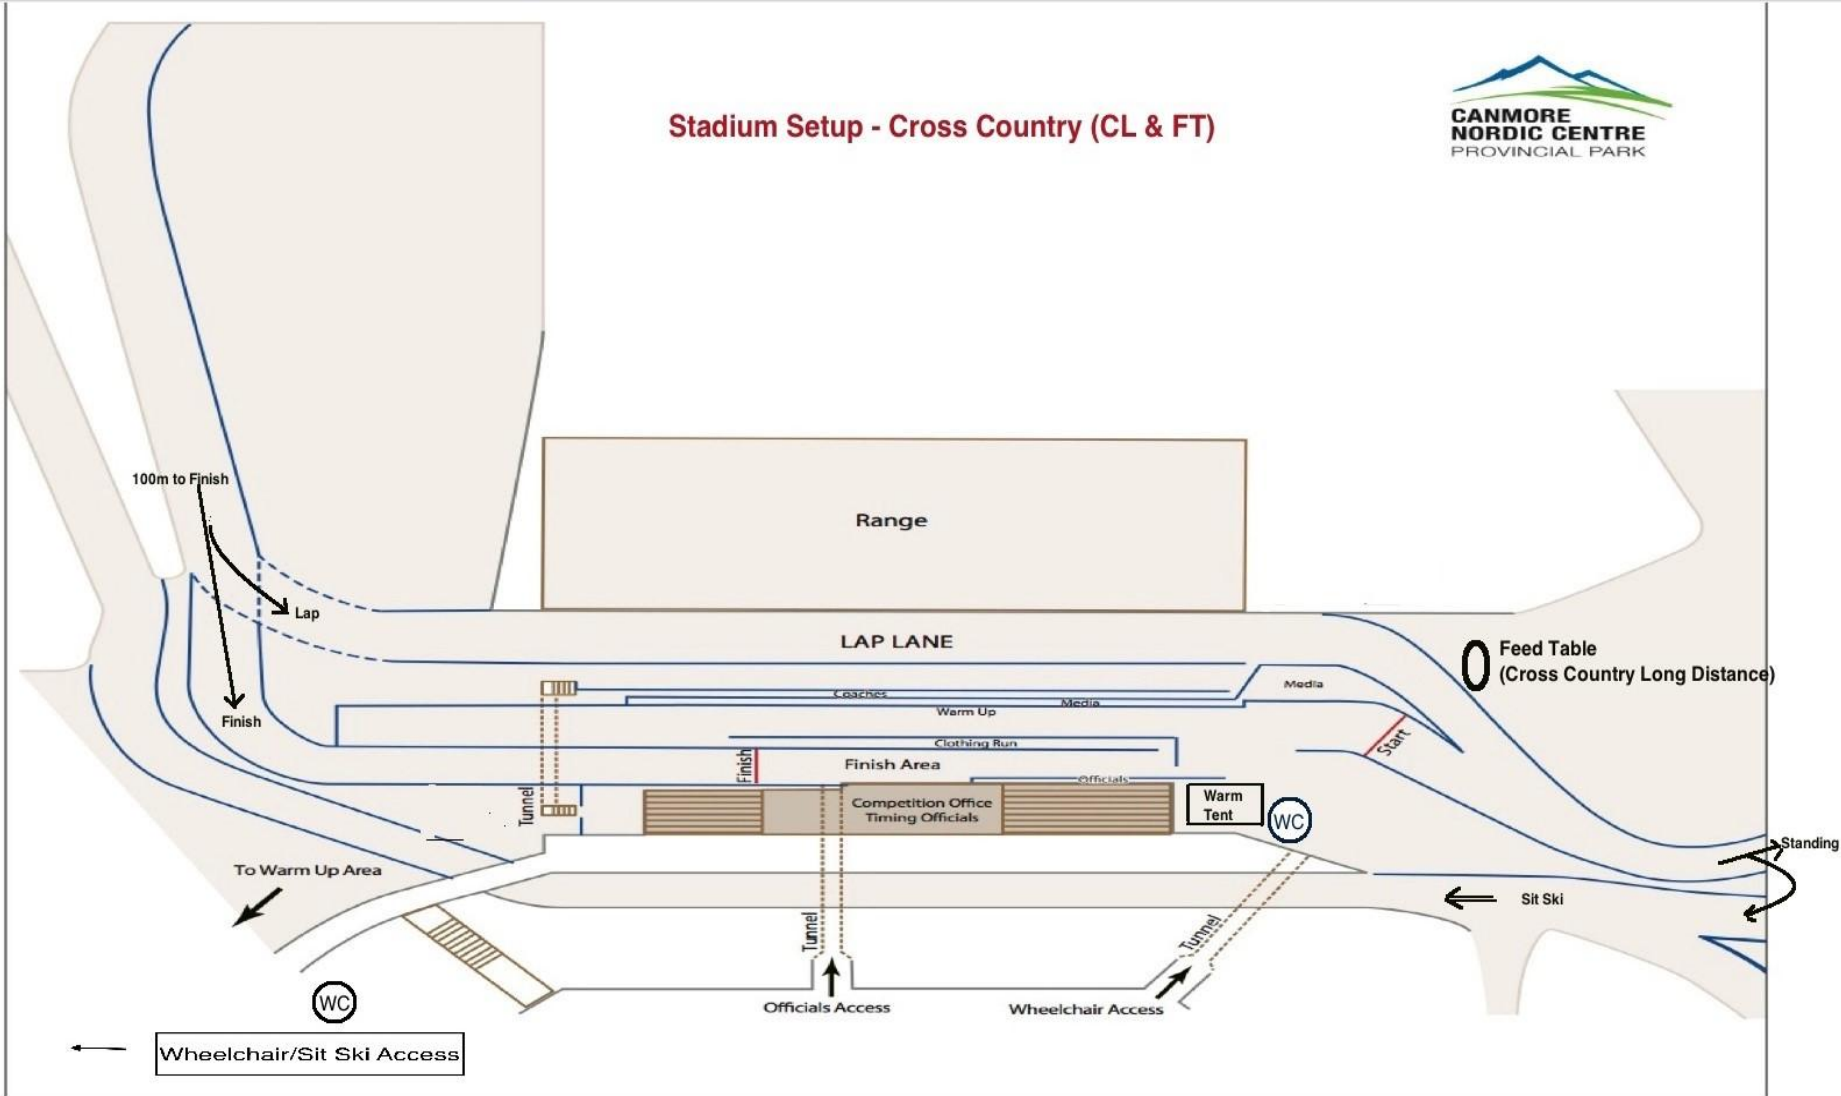 Stadium Setup - Cross Country (CL & FT)
CANMORE
NORDIC CENTRE
PROVINCIAL PARK
100m to Finish
Range
Lap
LAP LANE
Feed Table
(Cross Country Long Distance)
Media
Coaches
Media
Warm Up
Finish
Start
Clothing Run
Finish
Finish Area
Officials
Tunnel
Competition Office
Timing Officials
Warm
Tent
WC
Standing
To Warm Up Area
Sit Ski
Tunnel
Tunnel
WC
Officials Access
Wheelchair Access
Wheelchair/Sit Ski Access